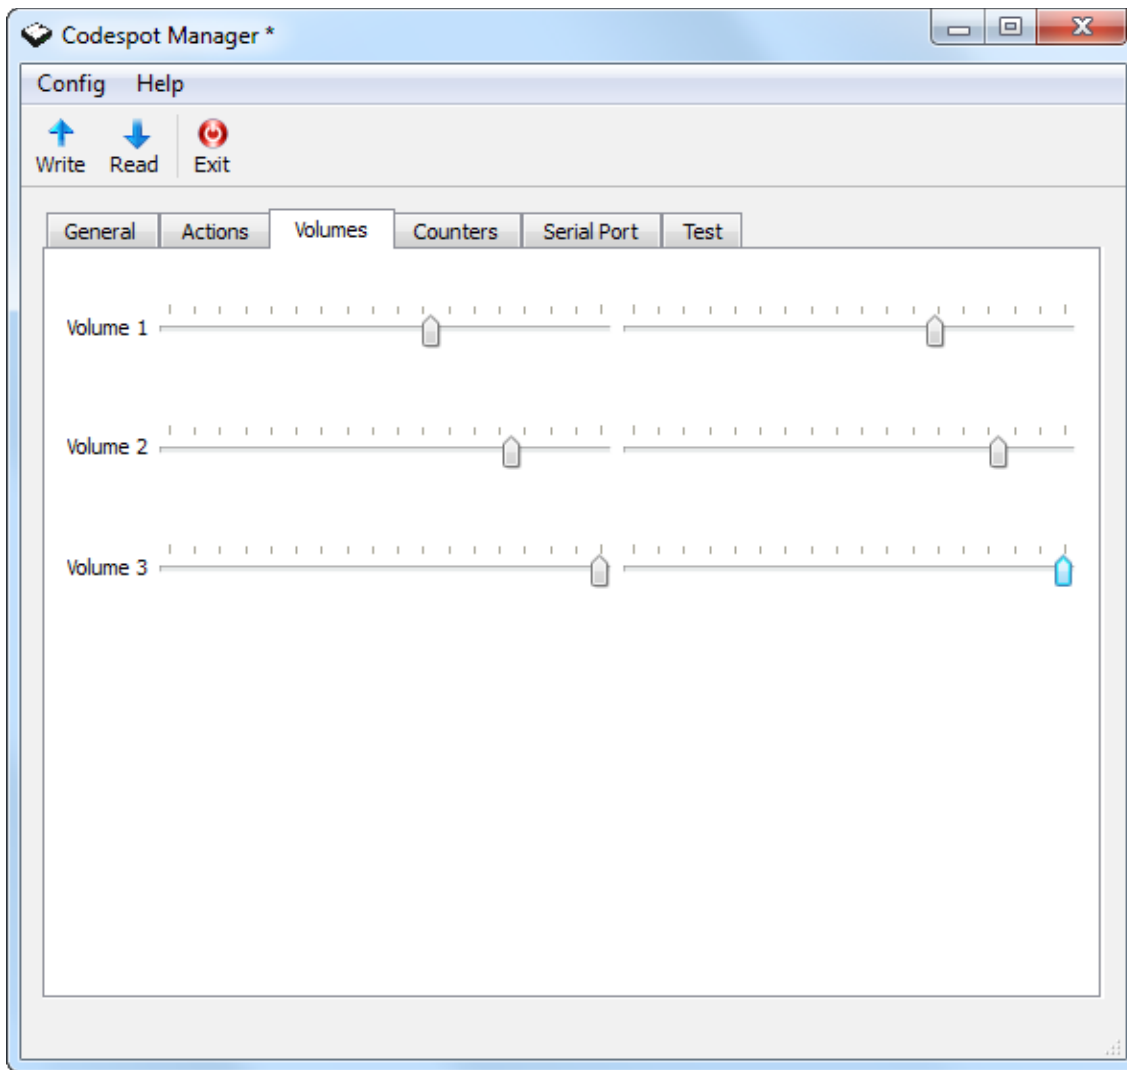 Codespot Manager *
Config Help
Write Read Exit
General Actions Volumes Counters Serial Port Test
Volume 1
Volume 2
Volume 3